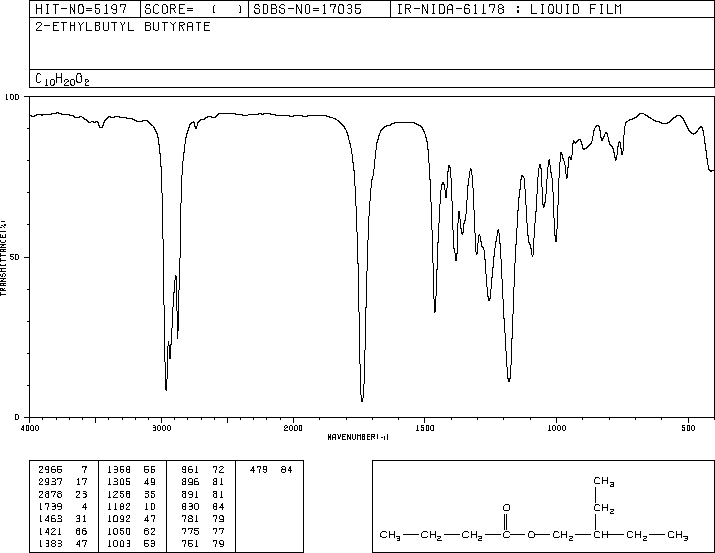 HIT-NO=5197 SCORE= ( ) SDBS-NO=17035 IR-NIDA-61178 : LIQUID FILM
2-ETHYLBUTYL BUTYRATE
C10H20O2
100
50
0
TRANSMITTANCE(%)
4000 3000 2000 1500 1000 500
WAVENUMBER(-1)
2966 7 1358 55 961 72 479 84
2937 17 1305 49 896 81
2878 23 1258 35 891 81
1739 4 1182 10 830 84
1463 31 1092 47 781 79
1421 66 1050 62 775 77
1383 47 1003 53 751 79
CH3
CH2
O
CH3 CH2 CH2 C O CH2 CH CH2 CH3